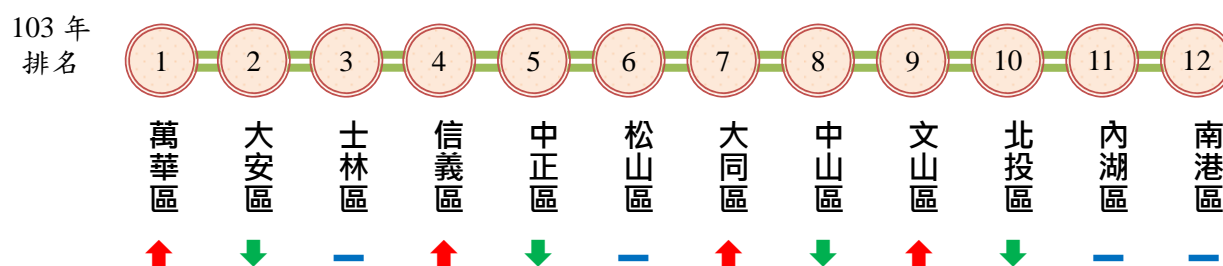 103 年
排名
1 2 3 4 5 6 7 8 9 10 11 12
萬華區 大安區 士林區 信義區 中正區 松山區 大同區 中山區 文山區 北投區 內湖區 南港區